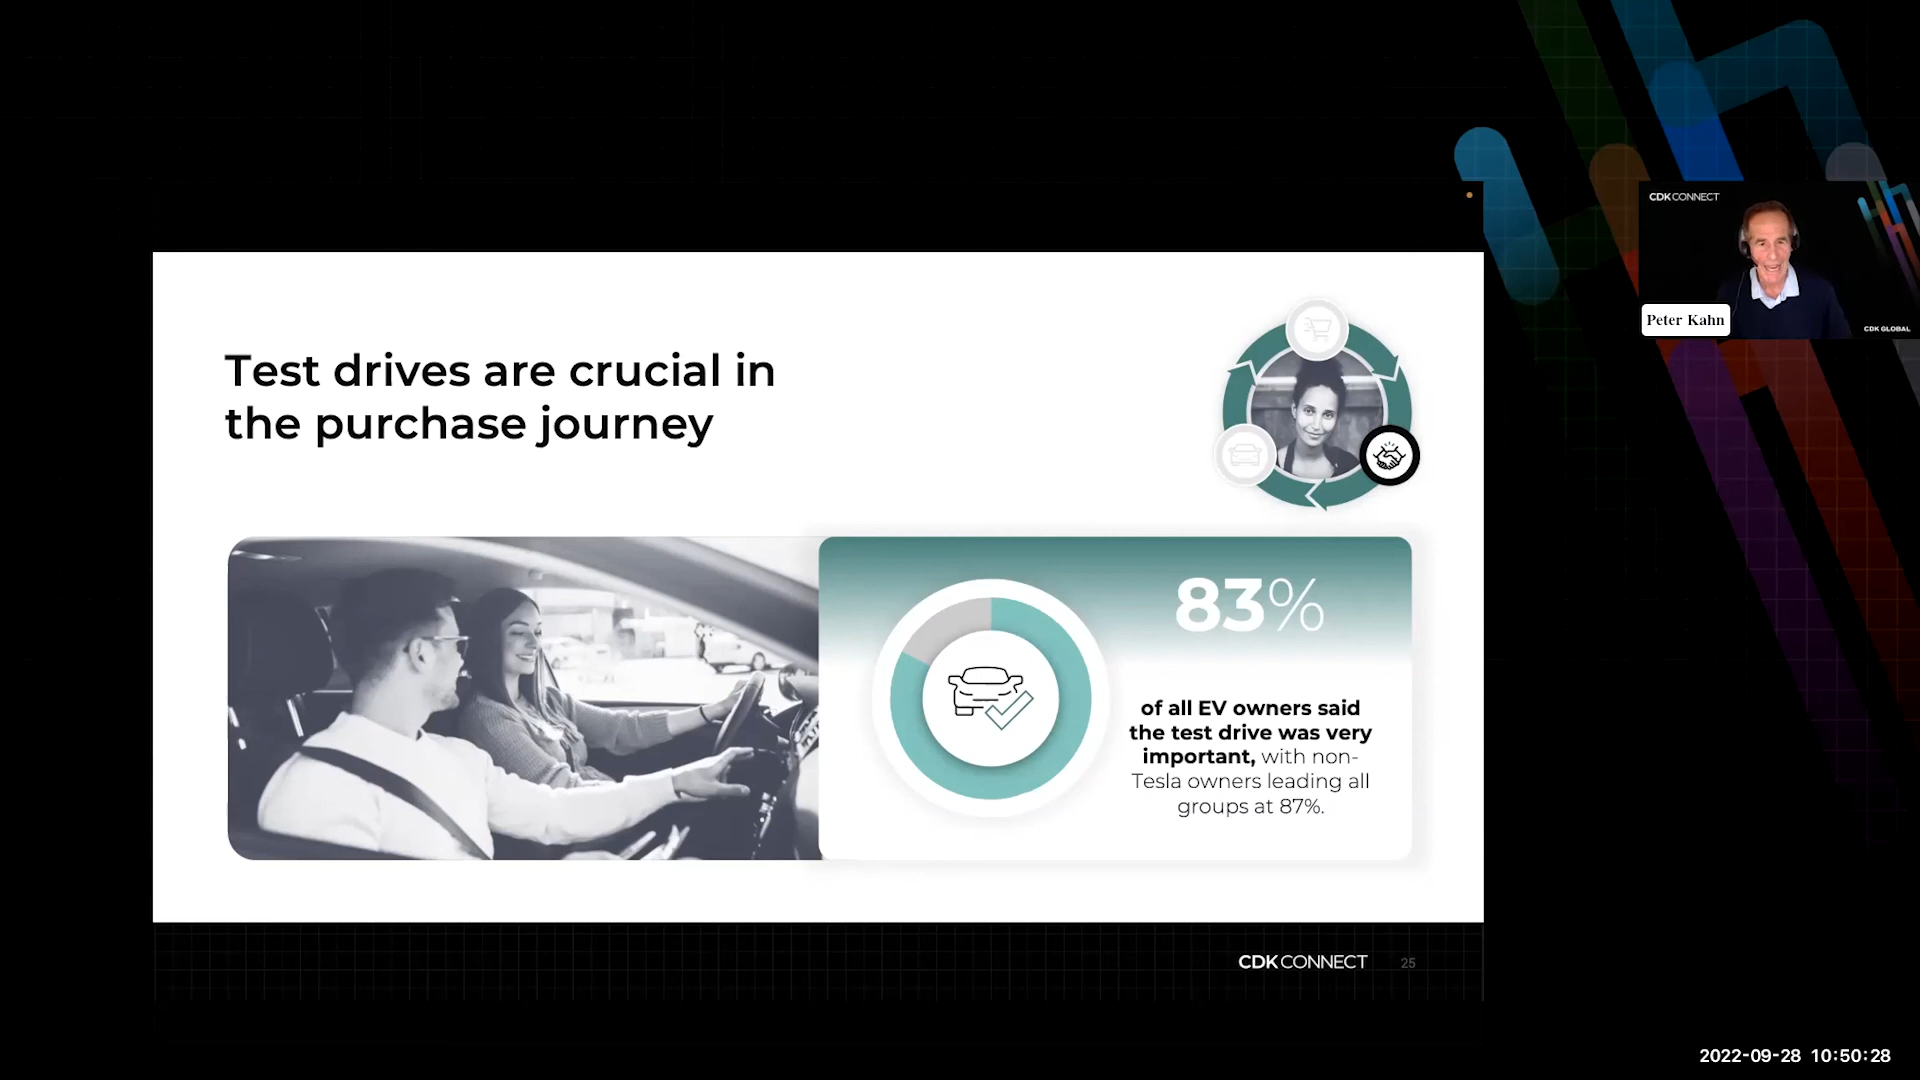 CDK CONNECT
Peter Kahn
CDK GLOBAL
Test drives are crucial in
the purchase journey
83%
of all EV owners said
the test drive was very
important, with non-
Tesla owners leading all
groups at 87%.
CDK CONNECT
25
2022-09-28 10:50:28